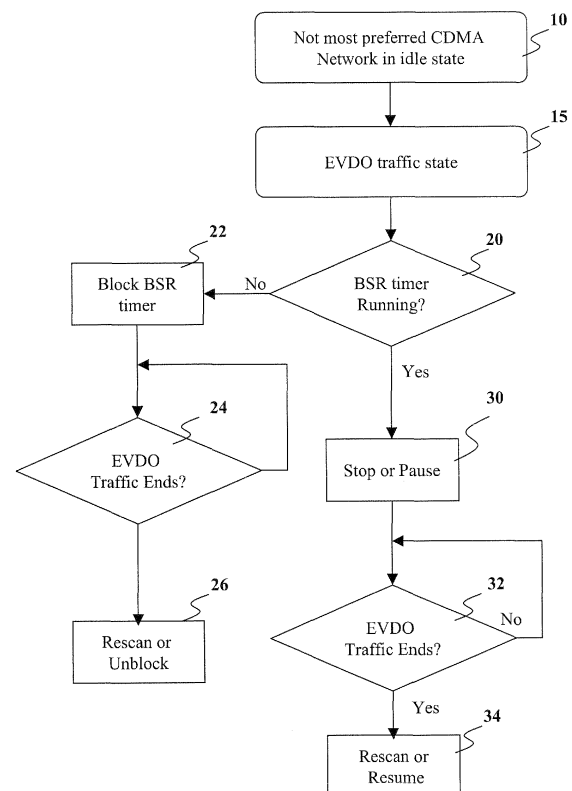 10
Not most preferred CDMA
Network in idle state
15
EVDO traffic state
22
20
Block BSR
timer
No
BSR timer
Running?
Yes
24
30
EVDO
Traffic Ends?
Stop or Pause
26
32
Rescan or
Unblock
EVDO
Traffic Ends?
No
Yes
34
Rescan or
Resume